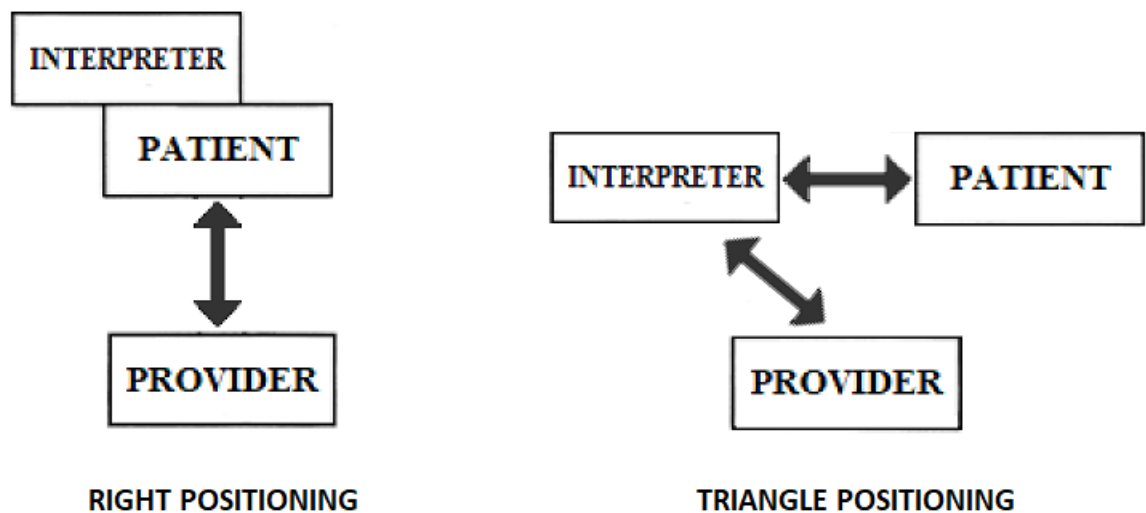 INTERPRETER
PATIENT
PROVIDER
RIGHT POSITIONING
INTERPRETER
PATIENT
PROVIDER
TRIANGLE POSITIONING